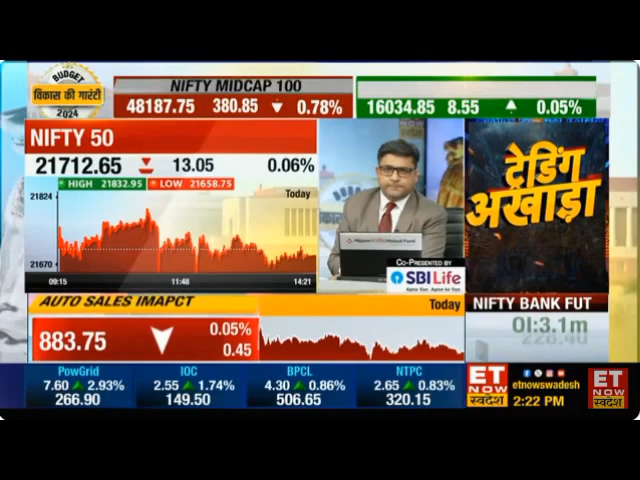 BUDGET
विकास की गारंटी
2024
NIFTY MIDCAP 100
48187.75 380.85 0.78%
16034.85 8.55 0.05%
NIFTY 50
21712.65 13.05 0.06%
HIGH 21832.95 LOW 21658.75
Today
21824
21670
09:15 11:48 14:21
CO-PRESENTED BY
SBI Life
Apne liye. Apno ke liye.
ट्रेडिंग
अखाड़ा
NIFTY BANK FUT
AUTO SALES IMAPCT Today
883.75 0.05%
0.45
PowGrid IOC BPCL NTPC
7.60 2.93% 2.55 1.74% 4.30 0.86% 2.65 0.83%
266.90 149.50 506.65 320.15
ET
NOW
स्वदेश
etnowswadesh
2:22 PM
ET
NOW
स्वदेश